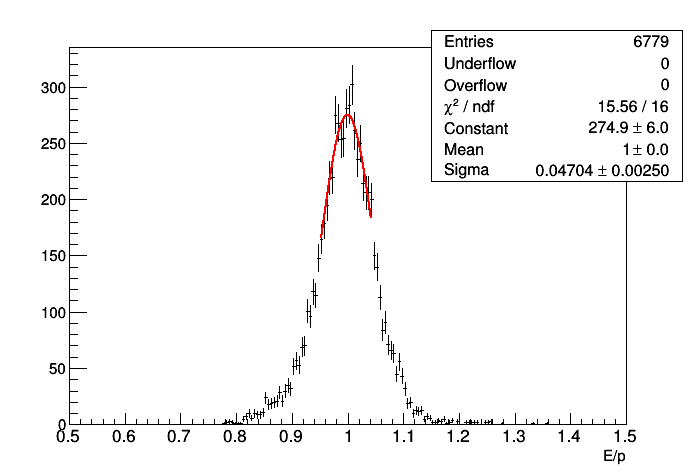 Entries 6779
Underflow 0
Overflow 0
χ² / ndf 15.56 / 16
Constant 274.9 ± 6.0
Mean 1 ± 0.0
Sigma 0.04704 ± 0.00250
300
250
200
150
100
50
0
0.5 0.6 0.7 0.8 0.9 1 1.1 1.2 1.3 1.4 1.5
E/p